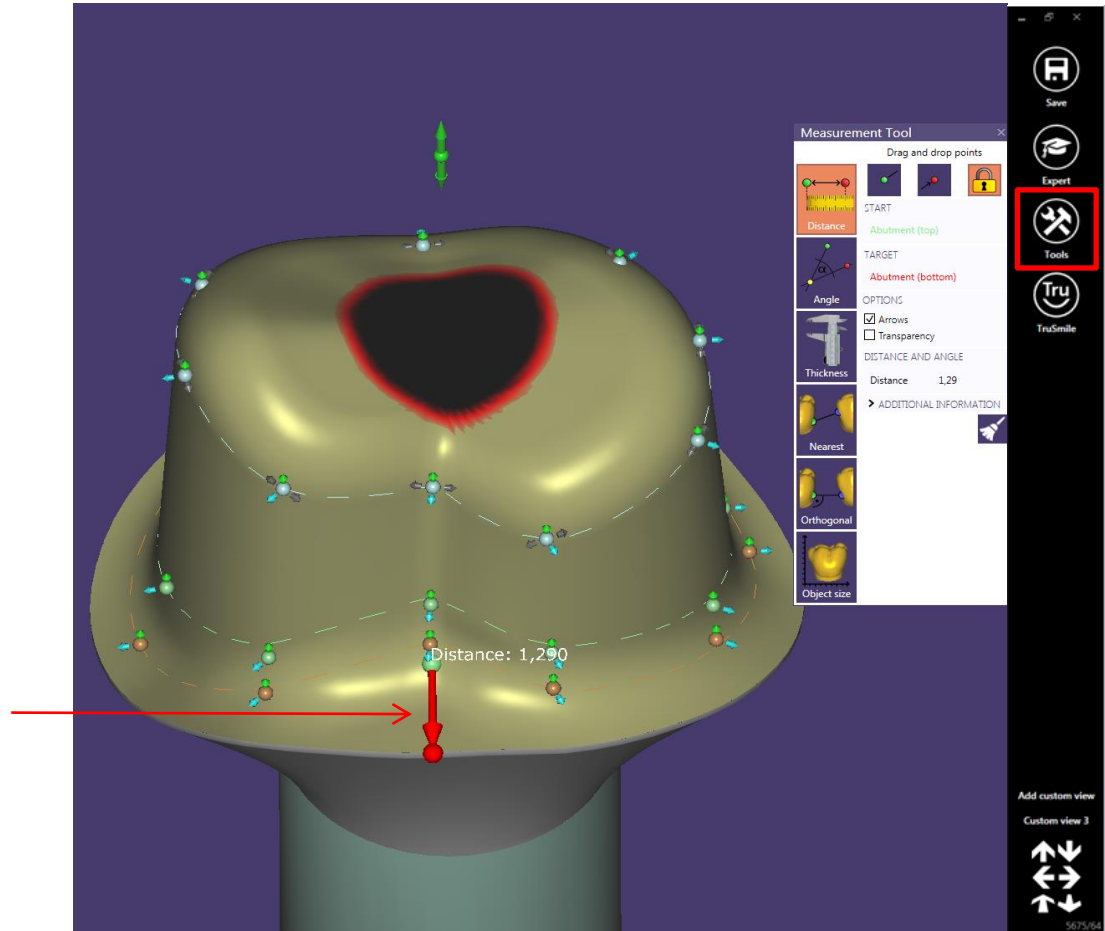 Measurement Tool
Drag and drop points
Distance
START
Abutment (top)
TARGET
Abutment (bottom)
Angle
OPTIONS
Arrows
Transparency
Thickness
DISTANCE AND ANGLE
Distance 1,29
ADDITIONAL INFORMATION
Nearest
Orthogonal
Object size
Distance: 1,290
Save
Expert
Tools
Tru
TruSmile
Add custom view
Custom view 3
5675/64